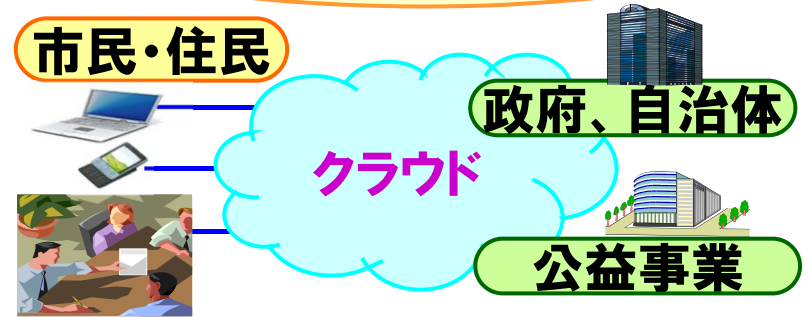 市民・住民
政府、自治体
クラウド
公益事業